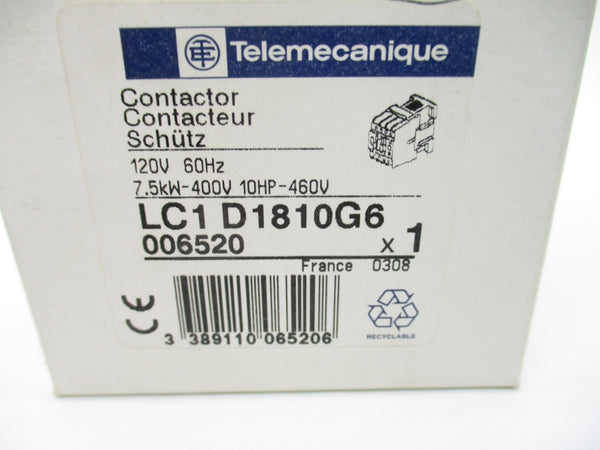 Telemecanique
Contactor
Contacteur
Schütz
120V 60Hz
7.5kW-400V 10HP-460V
LC1 D1810G6
006520 x 1
France 0308
CE
3 389110 065206
RECYCLABLE